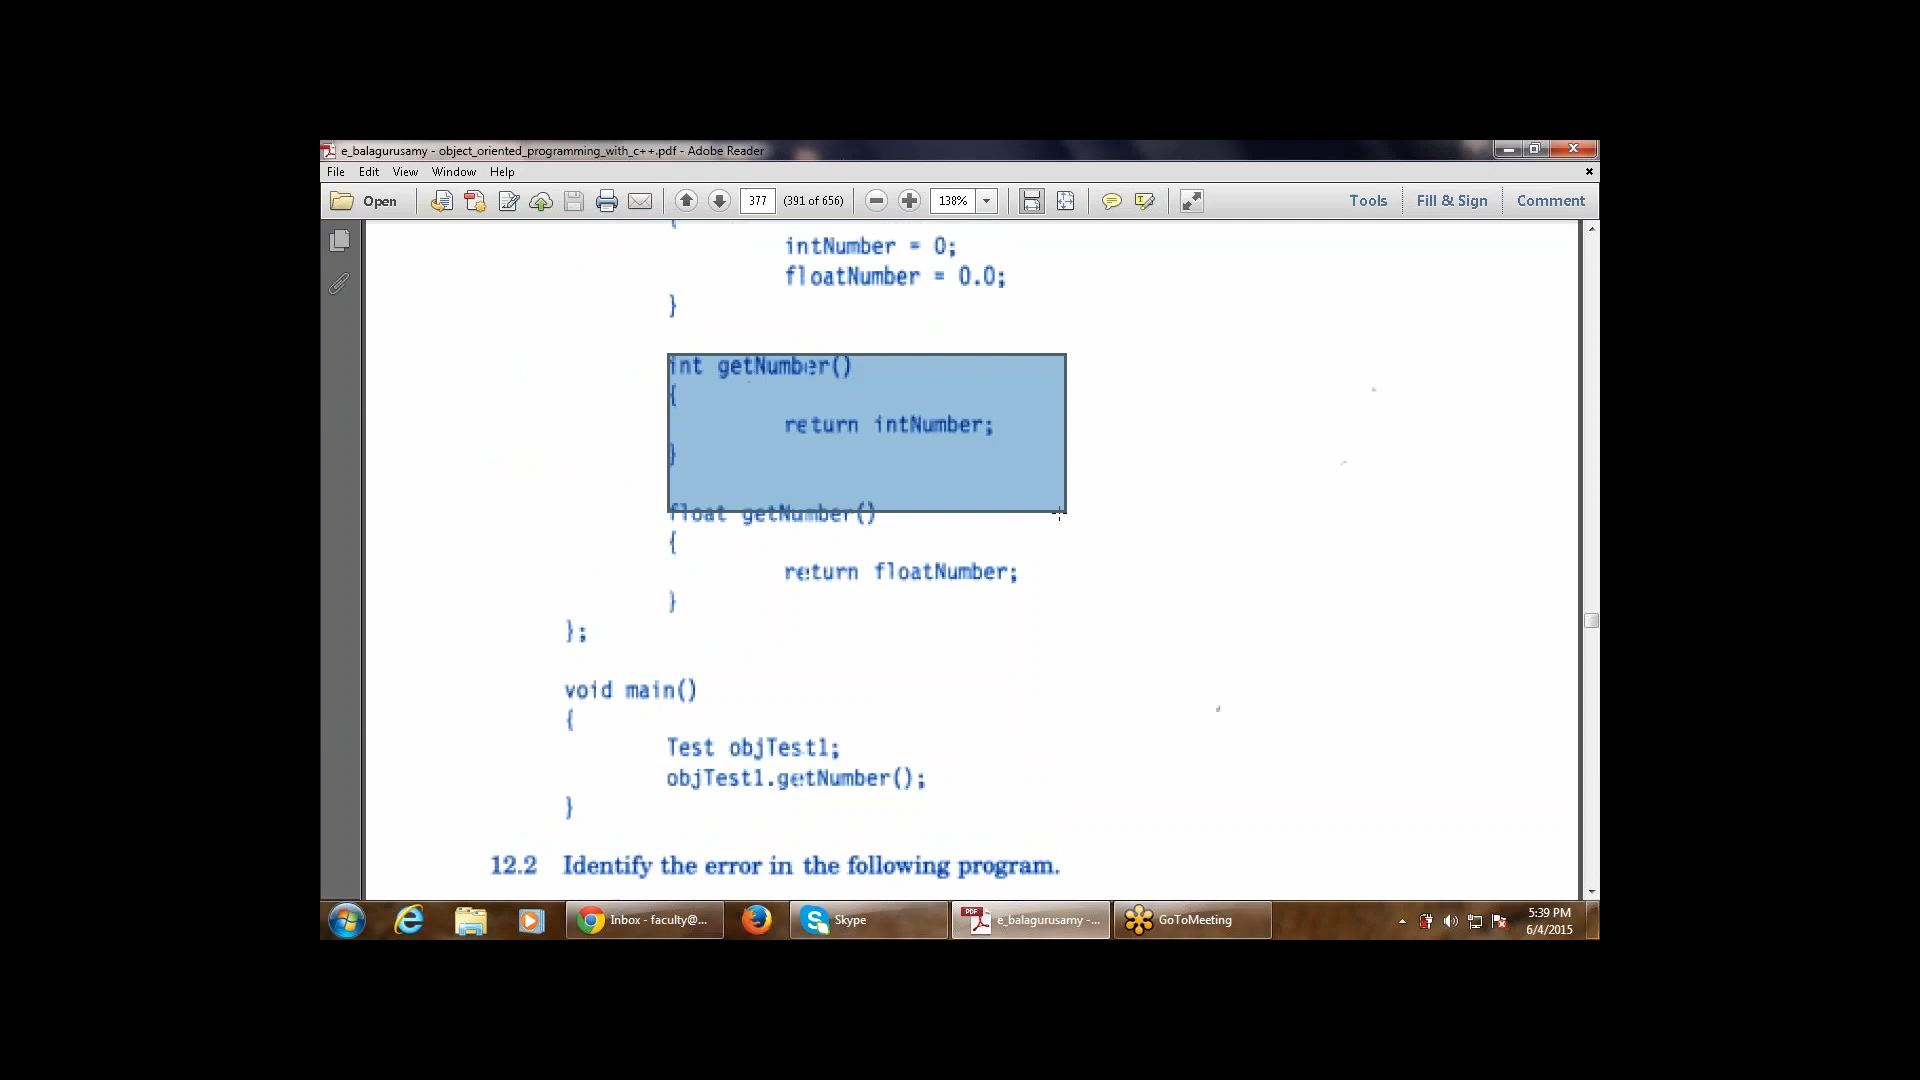 e_balagurusamy - object_oriented_programming_with_c++.pdf - Adobe Reader
File Edit View Window Help
Open 377 (391 of 656) 138% Tools Fill & Sign Comment
{
intNumber = 0;
floatNumber = 0.0;
}
int getNumber()
{
return intNumber;
}
float getNumber()
{
return floatNumber;
}
};
void main()
{
Test objTest1;
objTest1.getNumber();
}
12.2 Identify the error in the following program.
Inbox - faculty@... Skype e_balagurusamy -... GoToMeeting 5:39 PM
6/4/2015